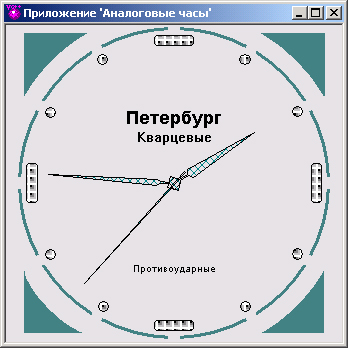 Приложение "Аналоговые часы"
Петербург
Кварцевые
Противоударные